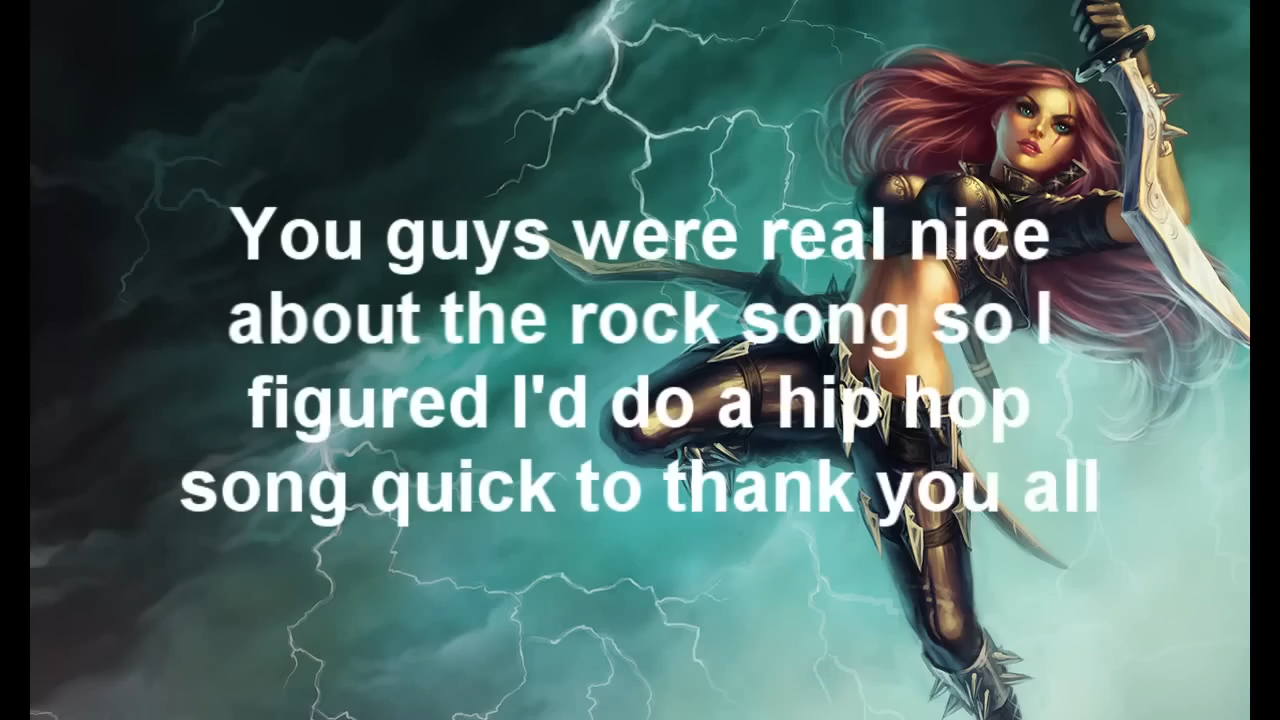 You guys were real nice
about the rock song so I
figured I'd do a hip hop
song quick to thank you all